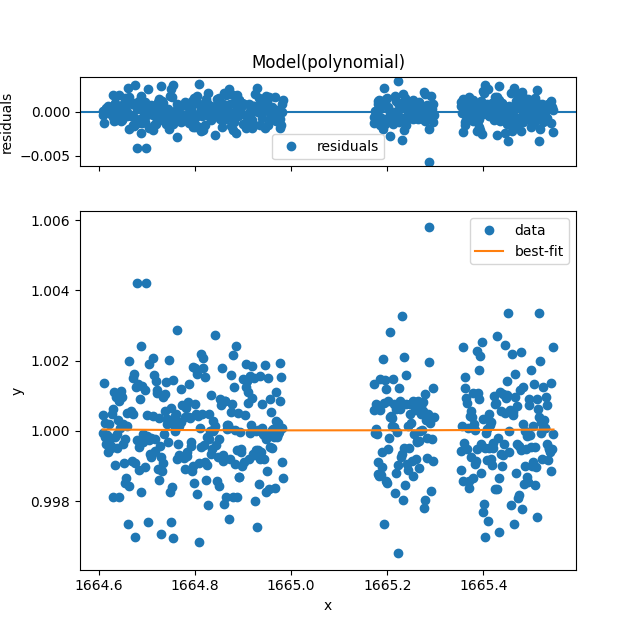 Model(polynomial)
residuals
0.000
−0.005
residuals
1.006
1.004
1.002
1.000
0.998
y
data
best-fit
1664.6 1664.8 1665.0 1665.2 1665.4
x